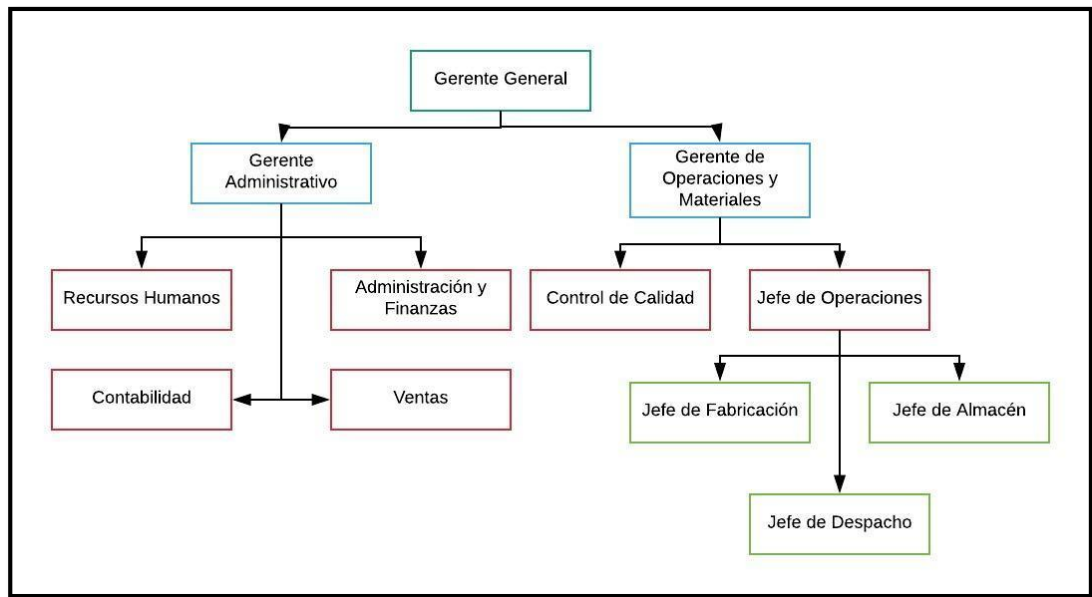 Gerente General
Gerente
Administrativo
Gerente de
Operaciones y
Materiales
Recursos Humanos
Administración y
Finanzas
Control de Calidad
Jefe de Operaciones
Contabilidad
Ventas
Jefe de Fabricación
Jefe de Almacén
Jefe de Despacho